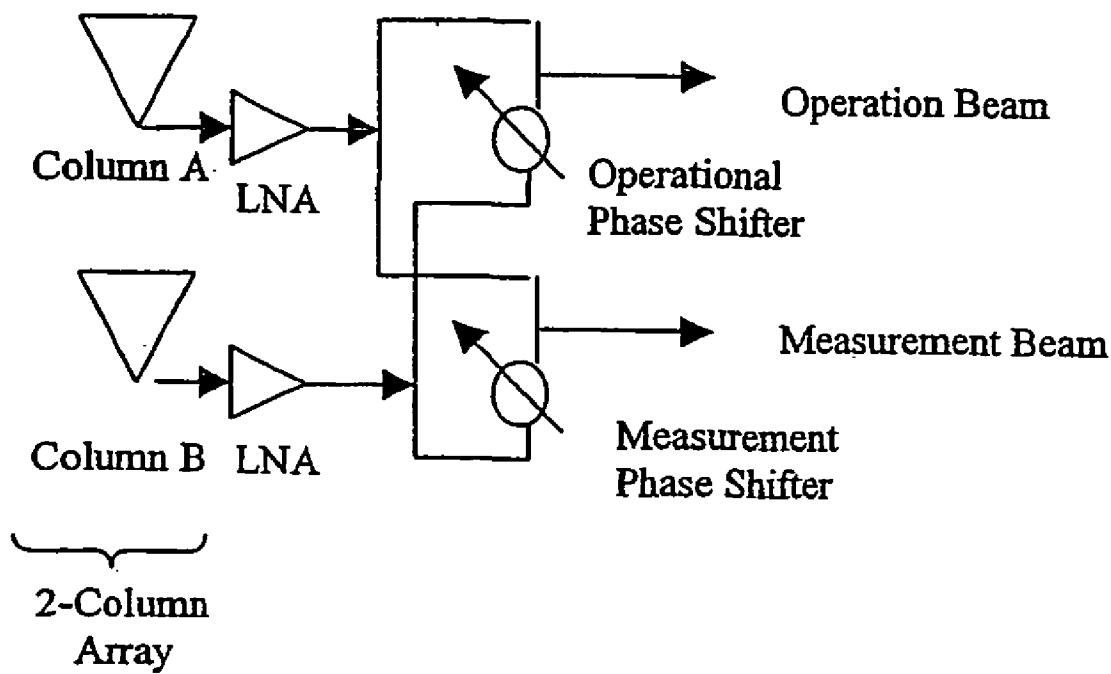 Operation Beam
Column A
LNA
Operational
Phase Shifter
Measurement Beam
Column B
LNA
Measurement
Phase Shifter
2-Column
Array